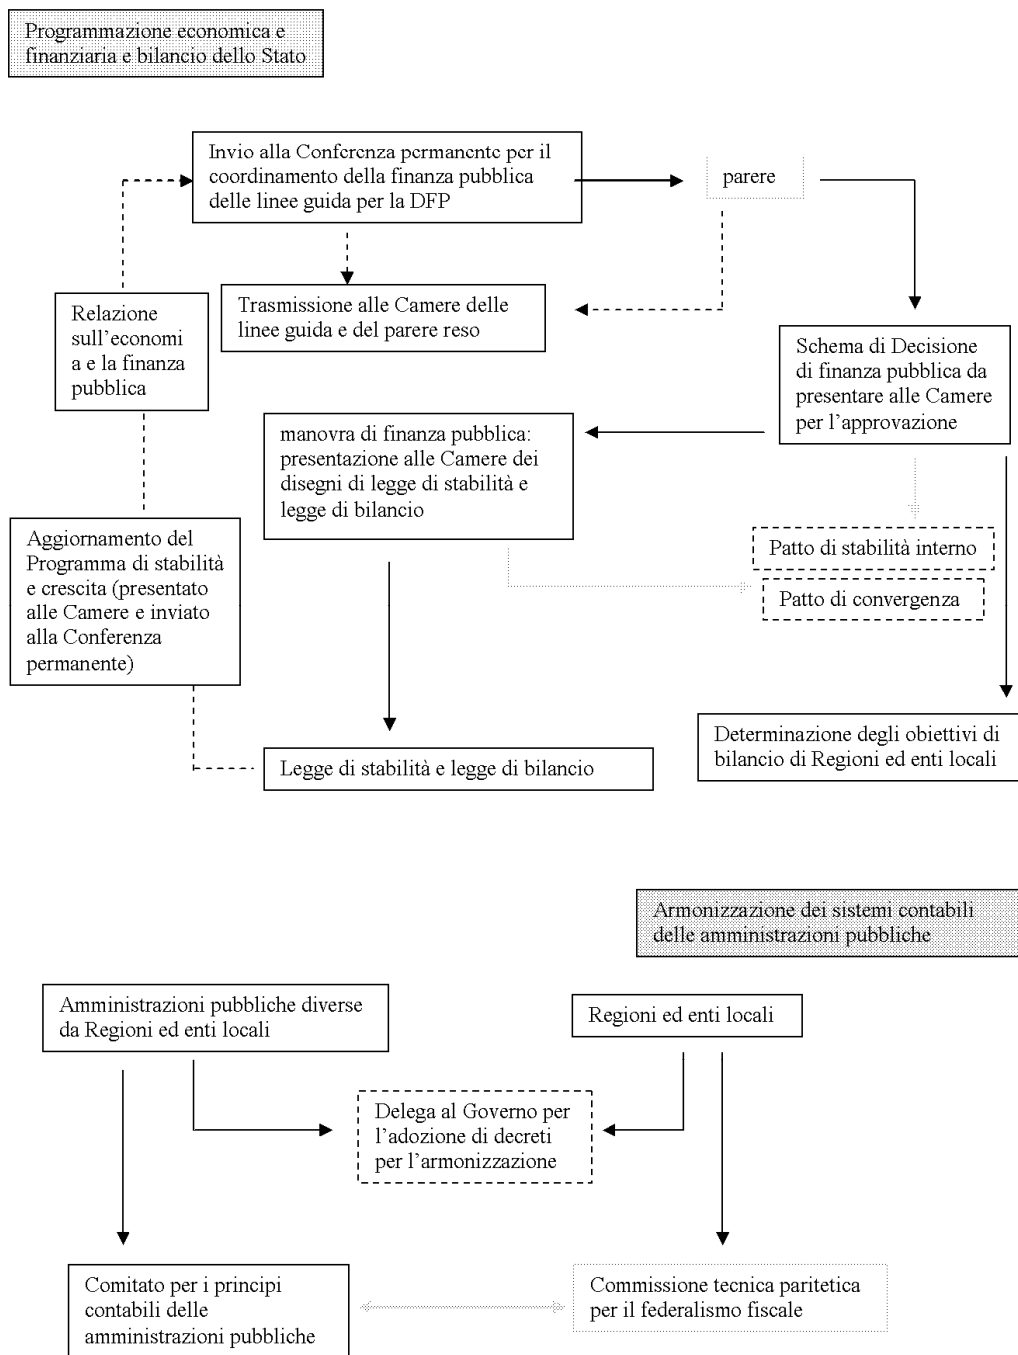 Programmazione economica e
finanziaria e bilancio dello Stato
Invio alla Conferenza permanente per il
coordinamento della finanza pubblica
delle linee guida per la DFP
parere
Trasmissione alle Camere delle
linee guida e del parere reso
Relazione
sull'economi
a e la finanza
pubblica
Schema di Decisione
di finanza pubblica da
presentare alle Camere
per l'approvazione
manovra di finanza pubblica:
presentazione alle Camere dei
disegni di legge di stabilità e
legge di bilancio
Aggiornamento del
Programma di stabilità
e crescita (presentato
alle Camere e inviato
alla Conferenza
permanente)
Patto di stabilità interno
Patto di convergenza
Determinazione degli obiettivi di
bilancio di Regioni ed enti locali
Legge di stabilità e legge di bilancio
Armonizzazione dei sistemi contabili
delle amministrazioni pubbliche
Amministrazioni pubbliche diverse
da Regioni ed enti locali
Regioni ed enti locali
Delega al Governo per
l'adozione di decreti
per l'armonizzazione
Comitato per i principi
contabili delle
amministrazioni pubbliche
Commissione tecnica paritetica
per il federalismo fiscale